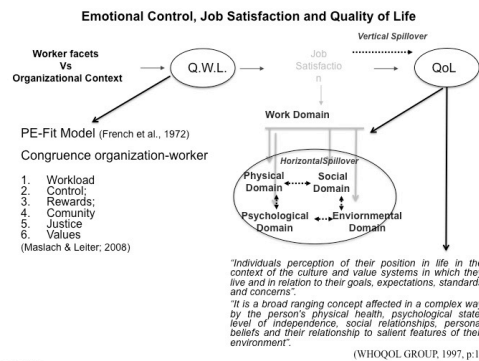 Emotional Control, Job Satisfaction and Quality of Life
Vertical Spillover
Worker facets
Vs
Organizational Context
Q.W.L.
Job
Satisfactio
n
QoL
Work Domain
PE-Fit Model (French et al., 1972)
Congruence organization-worker
1. Workload
2. Control;
3. Rewards;
4. Comunity
5. Justice
6. Values
(Maslach & Leiter; 2008)
HorizontalSpillover
Physical
Domain
Social
Domain
Psychological
Domain
Enviornmental
Domain
"Individuals perception of their position in life in the
context of the culture and value systems in which they
live and in relation to their goals, expectations, standards
and concerns".
"It is a broad ranging concept affected in a complex way
by the person's physical health, psychological state,
level of independence, social relationships, personal
beliefs and their relationship to salient features of their
environment".
(WHOQOL GROUP, 1997, p:1